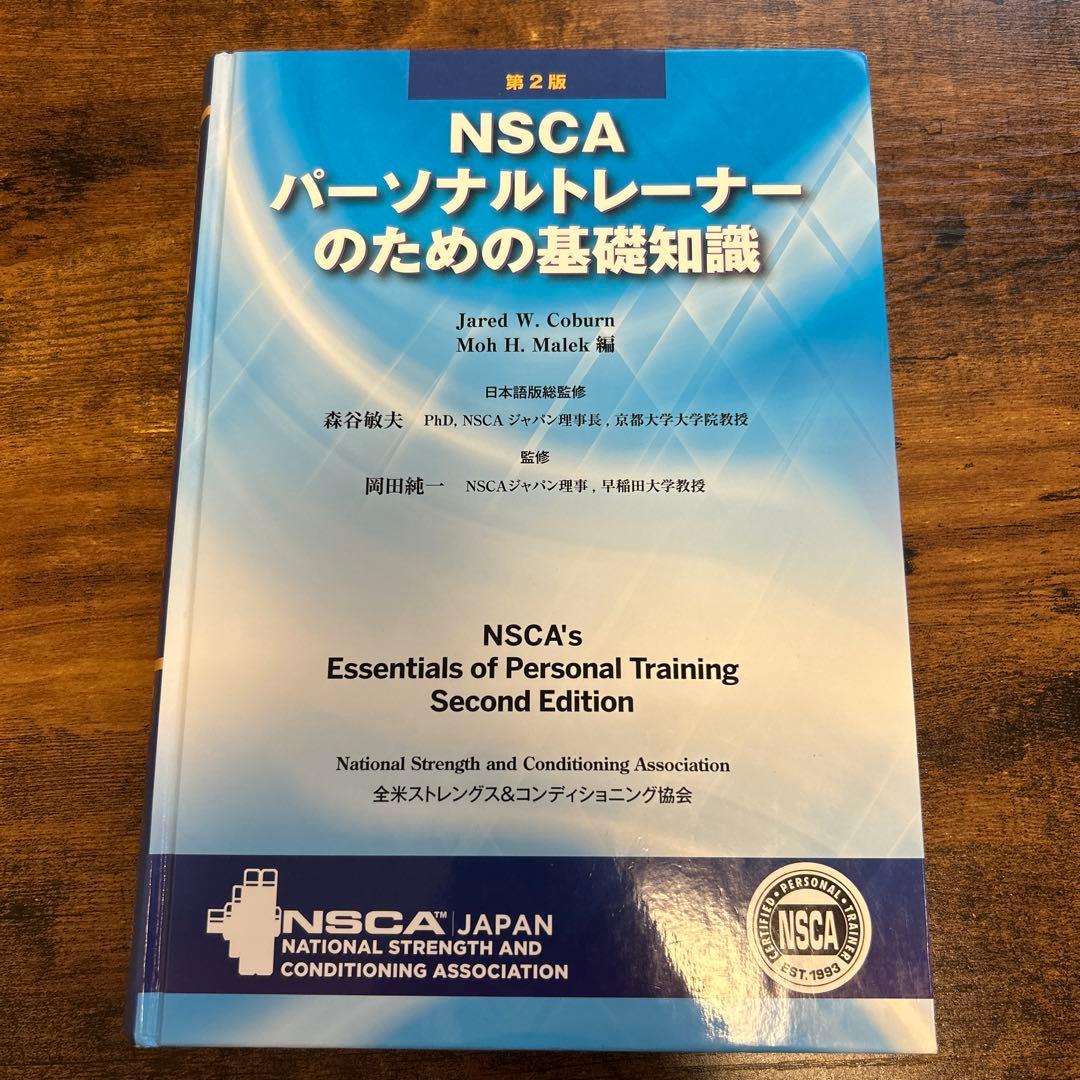 第2版
NSCA
パーソナルトレーナー
のための基礎知識
Jared W. Coburn
Moh H. Malek 編
日本語版総監修
森谷敏夫 PhD, NSCA ジャパン理事長 , 京都大学大学院教授
監修
岡田純一 NSCAジャパン理事 , 早稲田大学教授
NSCA's
Essentials of Personal Training
Second Edition
National Strength and Conditioning Association
全米ストレングス&コンディショニング協会
NSCA™ JAPAN
NATIONAL STRENGTH AND
CONDITIONING ASSOCIATION
CERTIFIED • PERSONAL • TRAINER
NSCA
EST. 1993